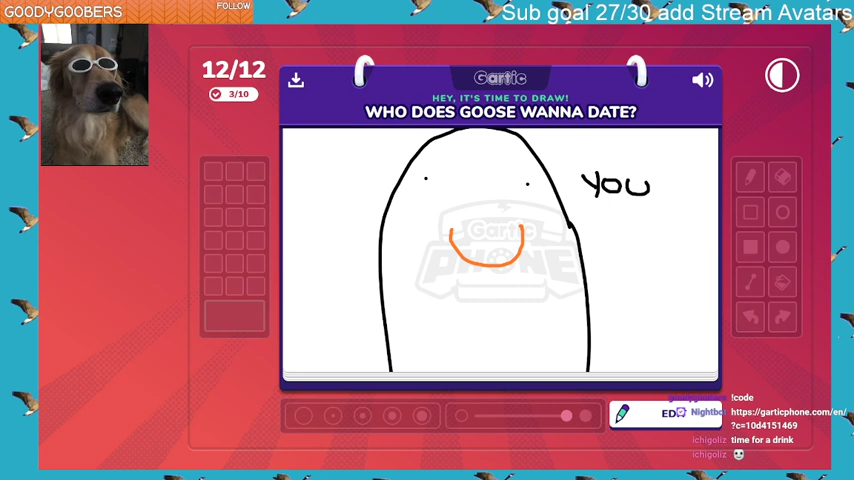 GOODYGOOBERS
FOLLOW
Sub goal 27/30 add Stream Avatars
12/12
3/10
Gartic
HEY, IT'S TIME TO DRAW!
WHO DOES GOOSE WANNA DATE?
YOU
Gartic
PHONE
goodygoobers !code
Nightbo https://garticphone.com/en/
?c=10d4151469
ichigoliz time for a drink
ichigoliz